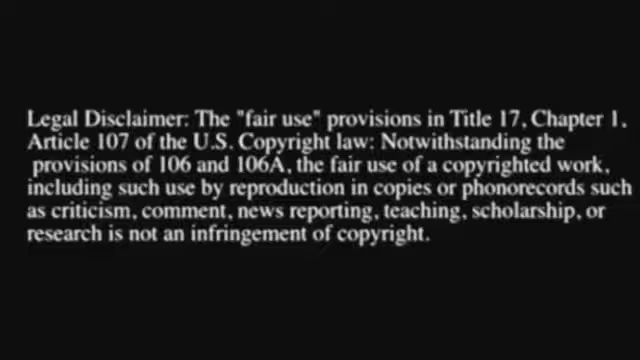 Legal Disclaimer: The "fair use" provisions in Title 17, Chapter 1,
Article 107 of the U.S. Copyright law: Notwithstanding the
provisions of 106 and 106A, the fair use of a copyrighted work,
including such use by reproduction in copies or phonorecords such
as criticism, comment, news reporting, teaching, scholarship, or
research is not an infringement of copyright.